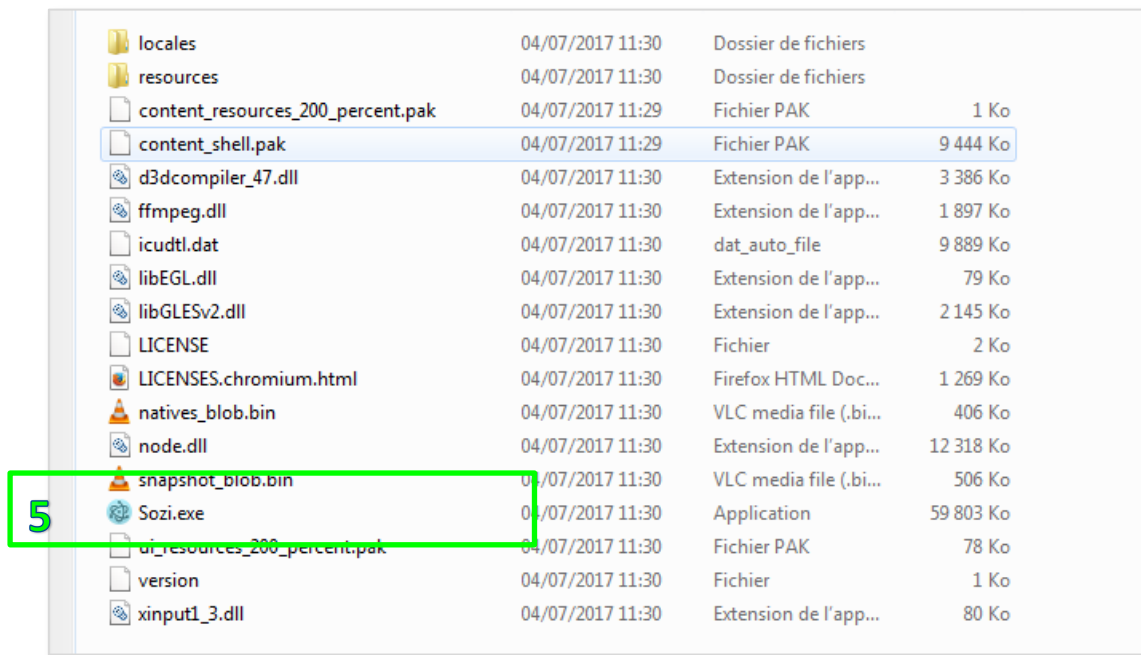 locales 04/07/2017 11:30 Dossier de fichiers
resources 04/07/2017 11:30 Dossier de fichiers
content_resources_200_percent.pak 04/07/2017 11:29 Fichier PAK 1 Ko
content_shell.pak 04/07/2017 11:29 Fichier PAK 9 444 Ko
d3dcompiler_47.dll 04/07/2017 11:30 Extension de l'app... 3 386 Ko
ffmpeg.dll 04/07/2017 11:30 Extension de l'app... 1 897 Ko
icudtl.dat 04/07/2017 11:30 dat_auto_file 9 889 Ko
libEGL.dll 04/07/2017 11:30 Extension de l'app... 79 Ko
libGLESv2.dll 04/07/2017 11:30 Extension de l'app... 2 145 Ko
LICENSE 04/07/2017 11:30 Fichier 2 Ko
LICENSES.chromium.html 04/07/2017 11:30 Firefox HTML Doc... 1 269 Ko
natives_blob.bin 04/07/2017 11:30 VLC media file (.bi... 406 Ko
node.dll 04/07/2017 11:30 Extension de l'app... 12 318 Ko
snapshot_blob.bin 04/07/2017 11:30 VLC media file (.bi... 506 Ko
5 Sozi.exe 04/07/2017 11:30 Application 59 803 Ko
ui_resources_200_percent.pak 04/07/2017 11:30 Fichier PAK 78 Ko
version 04/07/2017 11:30 Fichier 1 Ko
xinput1_3.dll 04/07/2017 11:30 Extension de l'app... 80 Ko